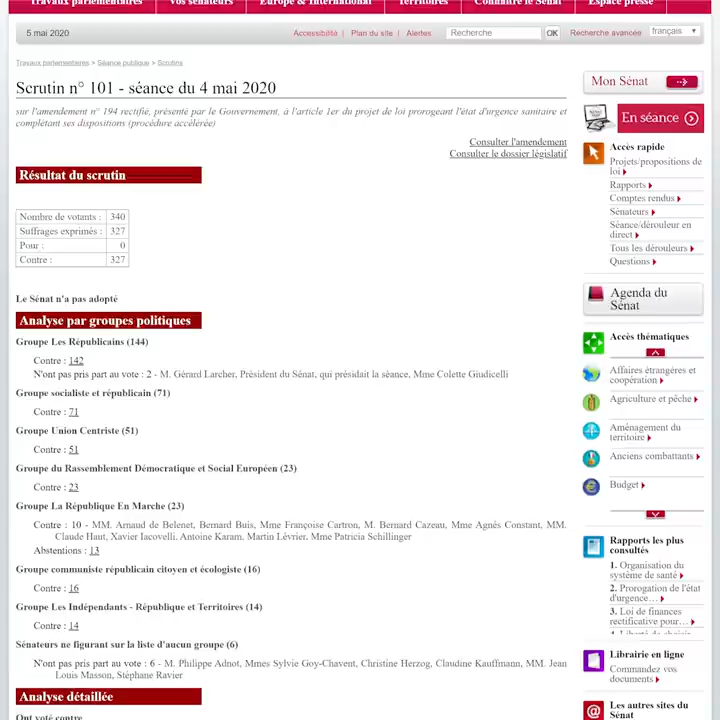 Travaux parlementaires Vos sénateurs Europe & International Territoires Connaître le Sénat Espace presse
5 mai 2020
Accessibilité | Plan du site | Alertes
Recherche OK Recherche avancée français
Travaux parlementaires > Séance publique > Scrutins
Scrutin n° 101 - séance du 4 mai 2020
sur l'amendement n° 194 rectifié, présenté par le Gouvernement, à l'article 1er du projet de loi prorogeant l'état d'urgence sanitaire et
complétant ses dispositions (procédure accélérée)
Consulter l'amendement
Consulter le dossier législatif
Résultat du scrutin
Nombre de votants : 340
Suffrages exprimés : 327
Pour : 0
Contre : 327
Le Sénat n'a pas adopté
Analyse par groupes politiques
Groupe Les Républicains (144)
Contre : 142
N'ont pas pris part au vote : 2 - M. Gérard Larcher, Président du Sénat, qui présidait la séance, Mme Colette Giudicelli
Groupe socialiste et républicain (71)
Contre : 71
Groupe Union Centriste (51)
Contre : 51
Groupe du Rassemblement Démocratique et Social Européen (23)
Contre : 23
Groupe La République En Marche (23)
Contre : 10 - MM. Arnaud de Belenet, Bernard Buis, Mme Françoise Cartron, M. Bernard Cazeau, Mme Agnès Constant, MM.
Claude Haut, Xavier Iacovelli, Antoine Karam, Martin Lévrier, Mme Patricia Schillinger
Abstentions : 13
Groupe communiste républicain citoyen et écologiste (16)
Contre : 16
Groupe Les Indépendants - République et Territoires (14)
Contre : 14
Sénateurs ne figurant sur la liste d'aucun groupe (6)
N'ont pas pris part au vote : 6 - M. Philippe Adnot, Mmes Sylvie Goy-Chavent, Christine Herzog, Claudine Kauffmann, MM. Jean
Louis Masson, Stéphane Ravier
Analyse détaillée
Ont voté contre
Mon Sénat
En séance
Accès rapide
Projets/propositions de
loi
Rapports
Comptes rendus
Sénateurs
Séance/dérouleur en
direct
Tous les dérouleurs
Questions
Agenda du
Sénat
Accès thématiques
Affaires étrangères et
coopération
Agriculture et pêche
Aménagement du
territoire
Anciens combattants
Budget
Rapports les plus
consultés
1. Organisation du
système de santé
2. Prorogation de l'état
d'urgence…
3. Loi de finances
rectificative pour…
4. Liberté de choisir
Librairie en ligne
Commandez vos
documents
Les autres sites du
Sénat